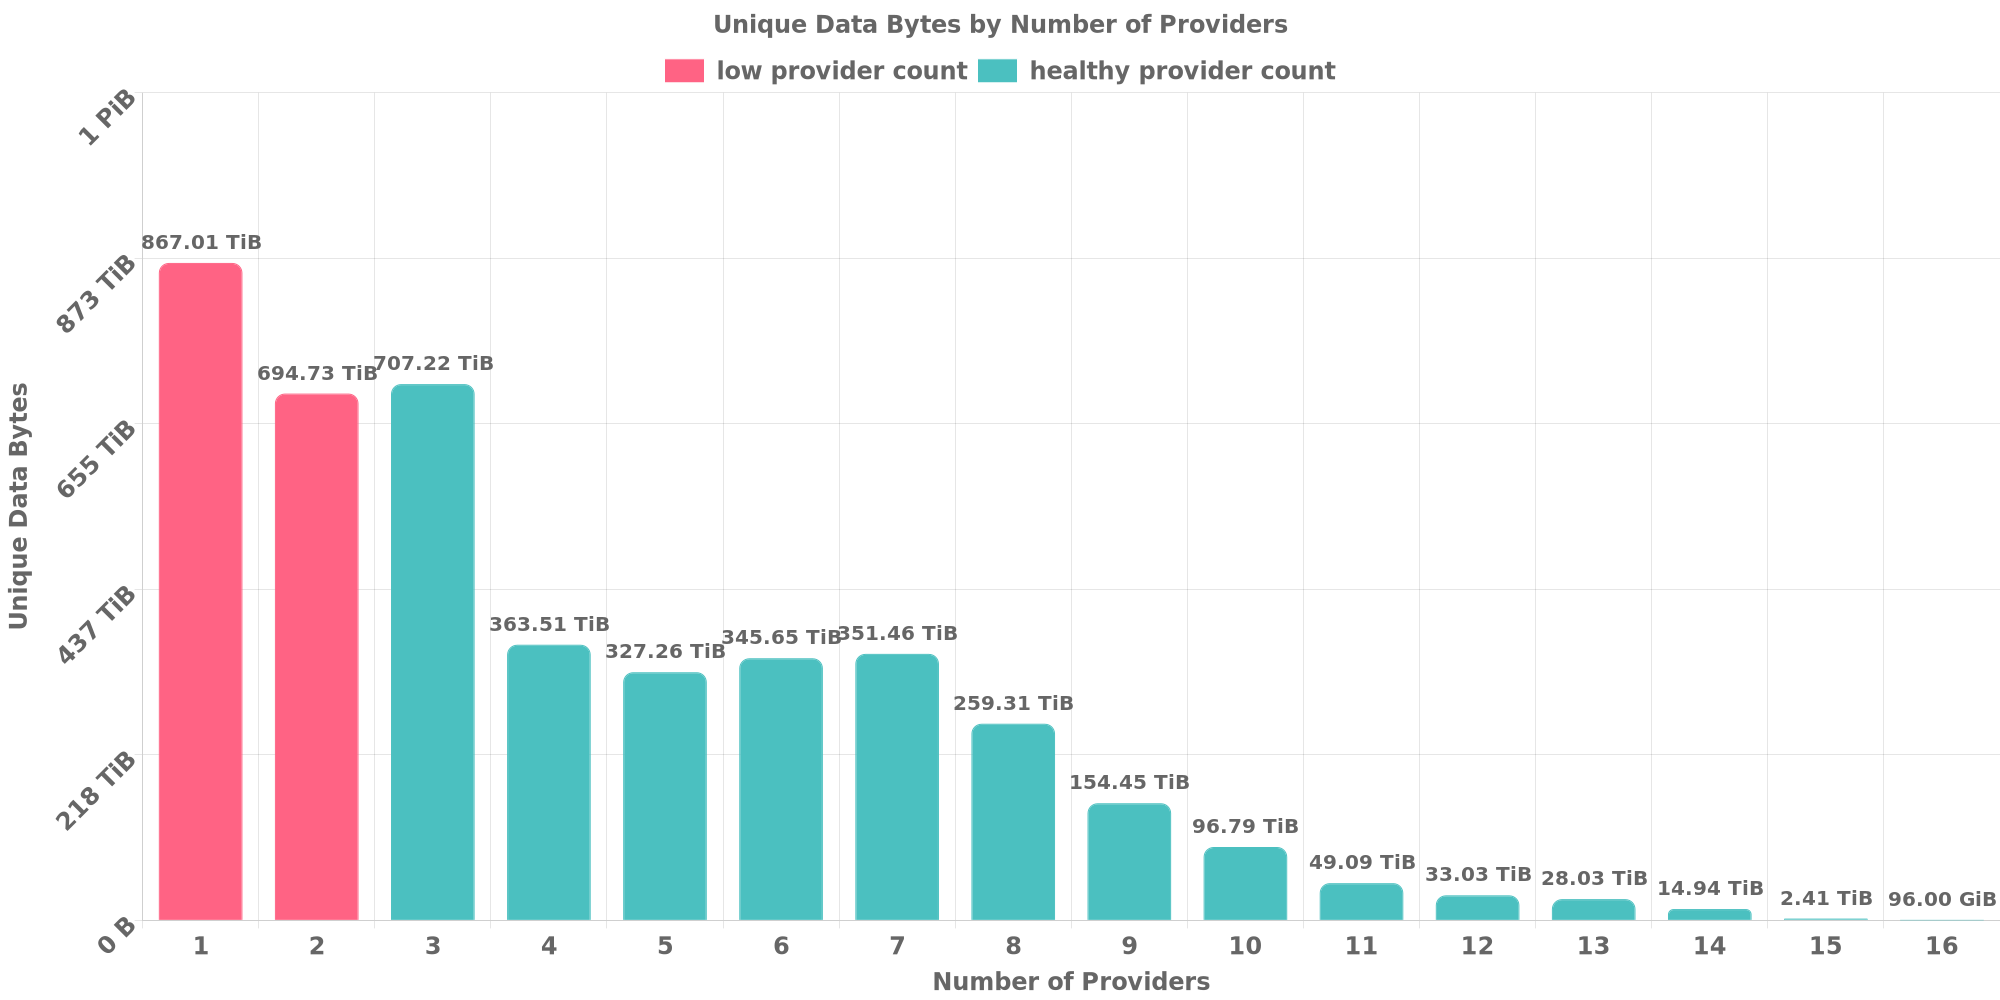 Unique Data Bytes by Number of Providers
low provider count healthy provider count
Unique Data Bytes
1 PiB
873 TiB
655 TiB
437 TiB
218 TiB
0 B
867.01 TiB
694.73 TiB
707.22 TiB
363.51 TiB
327.26 TiB
345.65 TiB
351.46 TiB
259.31 TiB
154.45 TiB
96.79 TiB
49.09 TiB
33.03 TiB
28.03 TiB
14.94 TiB
2.41 TiB
96.00 GiB
1 2 3 4 5 6 7 8 9 10 11 12 13 14 15 16
Number of Providers